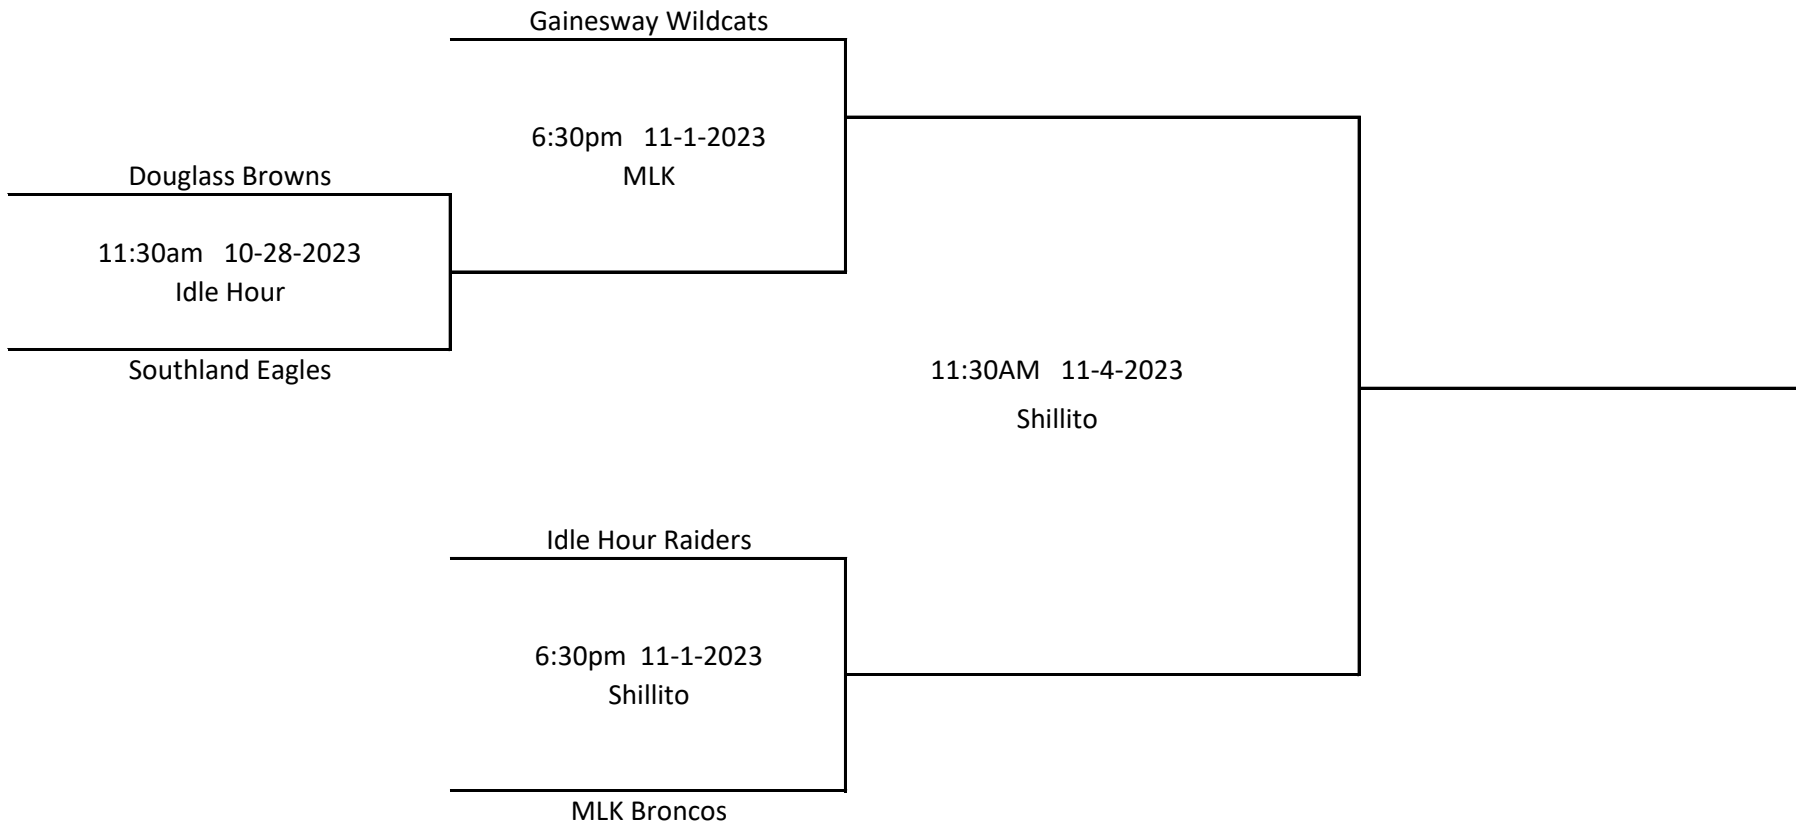 Gainesway Wildcats
6:30pm 11-1-2023
MLK
Douglass Browns
11:30am 10-28-2023
Idle Hour
Southland Eagles
11:30AM 11-4-2023
Shillito
Idle Hour Raiders
6:30pm 11-1-2023
Shillito
MLK Broncos